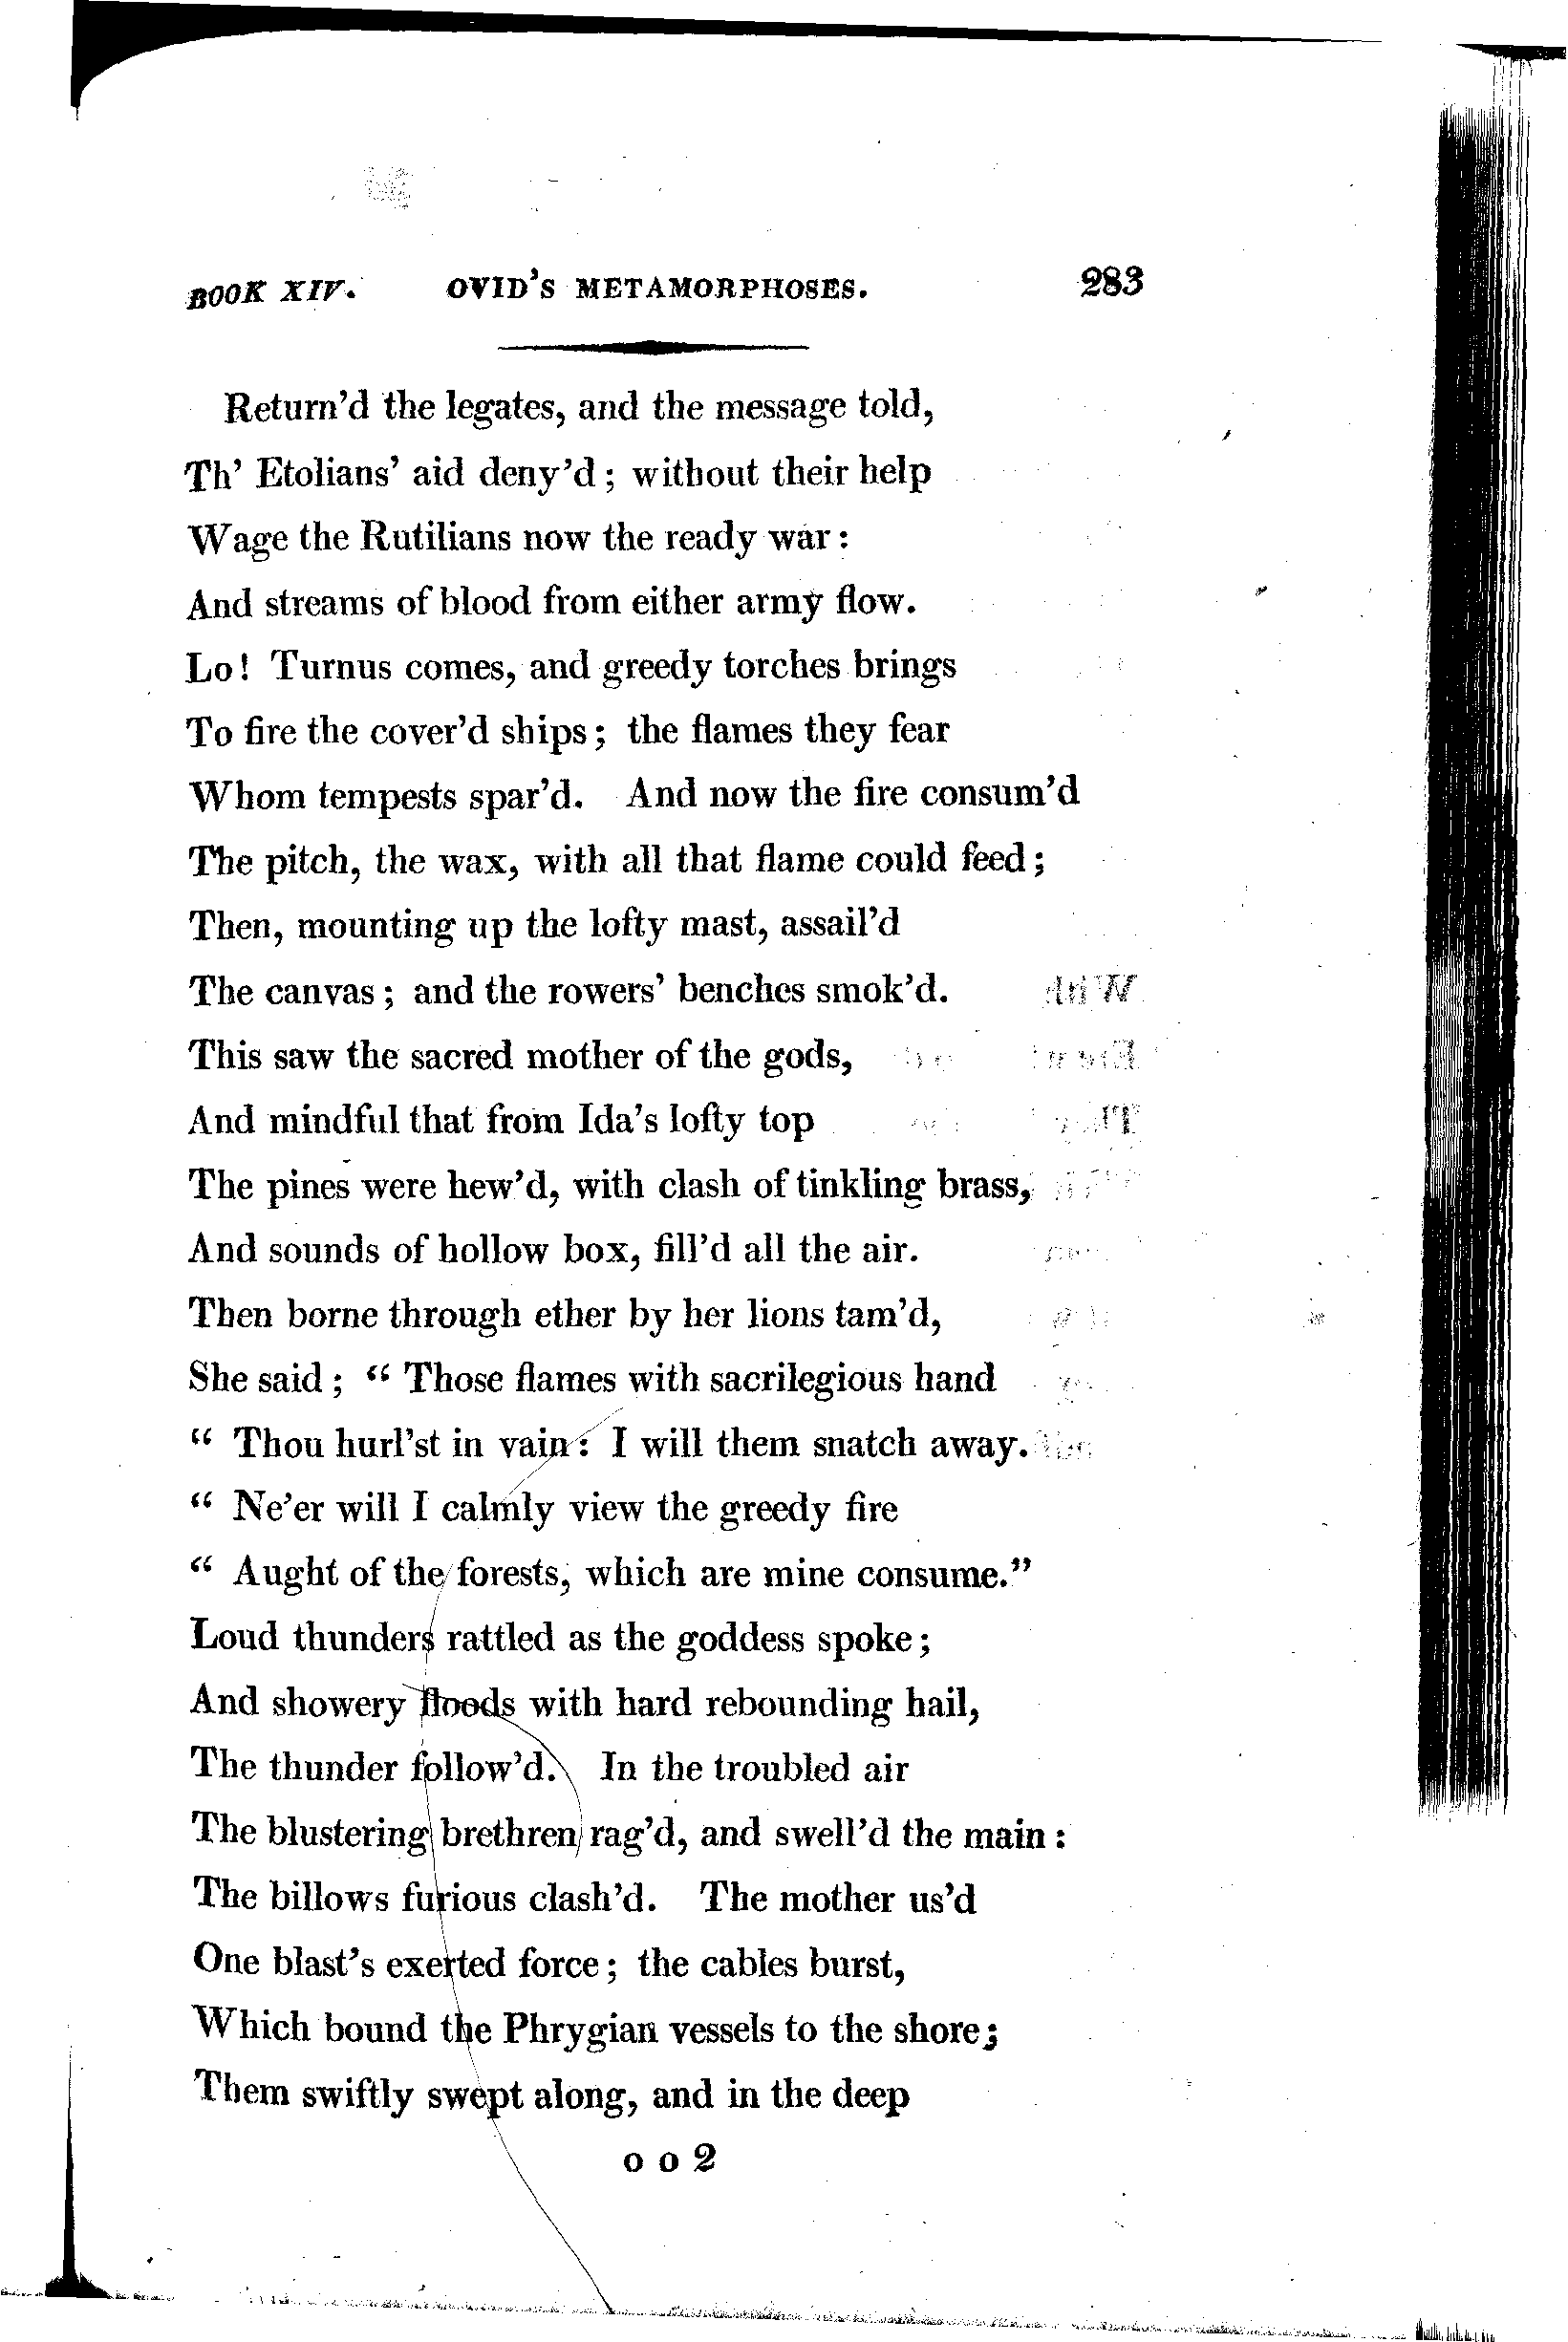 BOOK XIV. OVID'S METAMORPHOSES. 283
Return'd the legates, and the message told,
Th' Etolians' aid deny'd; without their help
Wage the Rutilians now the ready war:
And streams of blood from either army flow.
Lo! Turnus comes, and greedy torches brings
To fire the cover'd ships; the flames they fear
Whom tempests spar'd. And now the fire consum'd
The pitch, the wax, with all that flame could feed;
Then, mounting up the lofty mast, assail'd
The canvas; and the rowers' benches smok'd.
This saw the sacred mother of the gods,
And mindful that from Ida's lofty top
The pines were hew'd, with clash of tinkling brass,
And sounds of hollow box, fill'd all the air.
Then borne through ether by her lions tam'd,
She said; “ Those flames with sacrilegious hand
“ Thou hurl'st in vain: I will them snatch away.
“ Ne'er will I calmly view the greedy fire
“ Aught of the forests, which are mine consume.”
Loud thunders rattled as the goddess spoke;
And showery floods with hard rebounding hail,
The thunder follow'd. In the troubled air
The blustering brethren rag'd, and swell'd the main:
The billows furious clash'd. The mother us'd
One blast's exerted force; the cables burst,
Which bound the Phrygian vessels to the shore;
Them swiftly swept along, and in the deep
O O 2